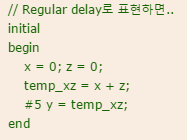 // Regular delay로 표현하면..
initial
begin
x = 0; z = 0;
temp_xz = x + z;
#5 y = temp_xz;
end